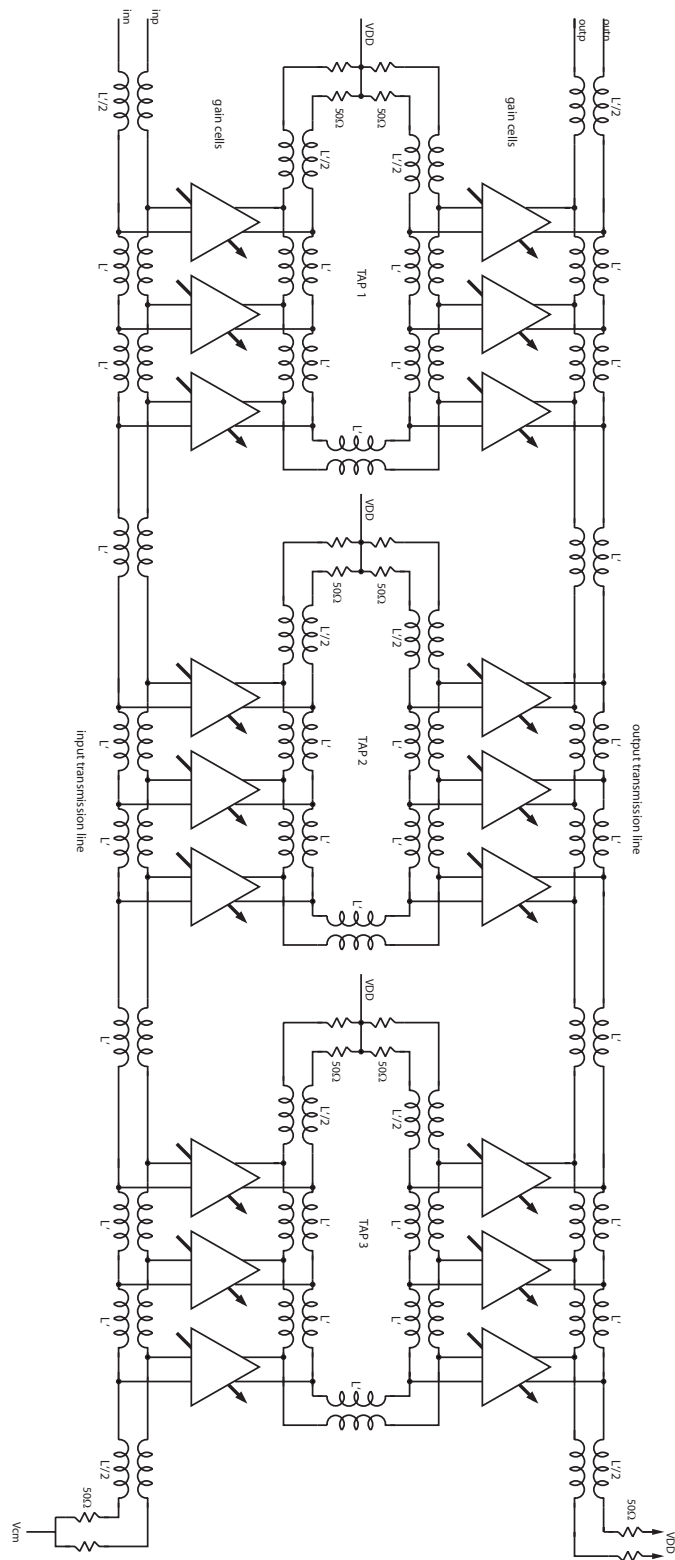 VDD
output transmission line
50Ω
L'/2
L'
L'
L'
L'
L'
L'
L'
L'
L'/2
outn
outp
gain cells
L'/2
L'
L'
L'/2
L'
L'
L'/2
L'
L'
50Ω
50Ω
50Ω
VDD
TAP 1
L'
VDD
TAP 2
L'
VDD
TAP 3
L'
50Ω
50Ω
50Ω
L'/2
L'
L'
L'/2
L'
L'
L'/2
L'
L'
gain cells
inp
inn
L'/2
L'
L'
L'
L'
L'
L'
L'
L'
L'/2
50Ω
input transmission line
Vcm